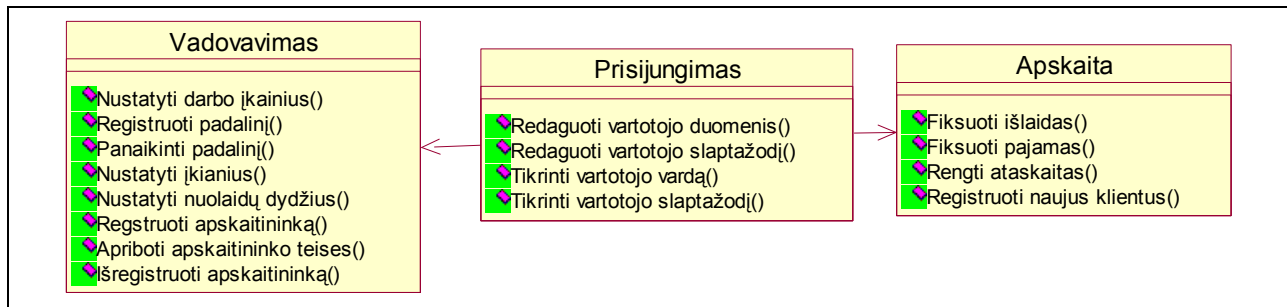 Vadovavimas
Nustatyti darbo įkainius()
Registruoti padalinį()
Panaikinti padalinį()
Nustatyti įkianius()
Nustatyti nuolaidų dydžius()
Regstruoti apskaitininką()
Apriboti apskaitininko teises()
Išregistruoti apskaitininką()
Prisijungimas
Redaguoti vartotojo duomenis()
Redaguoti vartotojo slaptažodį()
Tikrinti vartotojo vardą()
Tikrinti vartotojo slaptažodį()
Apskaita
Fiksuoti išlaidas()
Fiksuoti pajamas()
Rengti ataskaitas()
Registruoti naujus klientus()